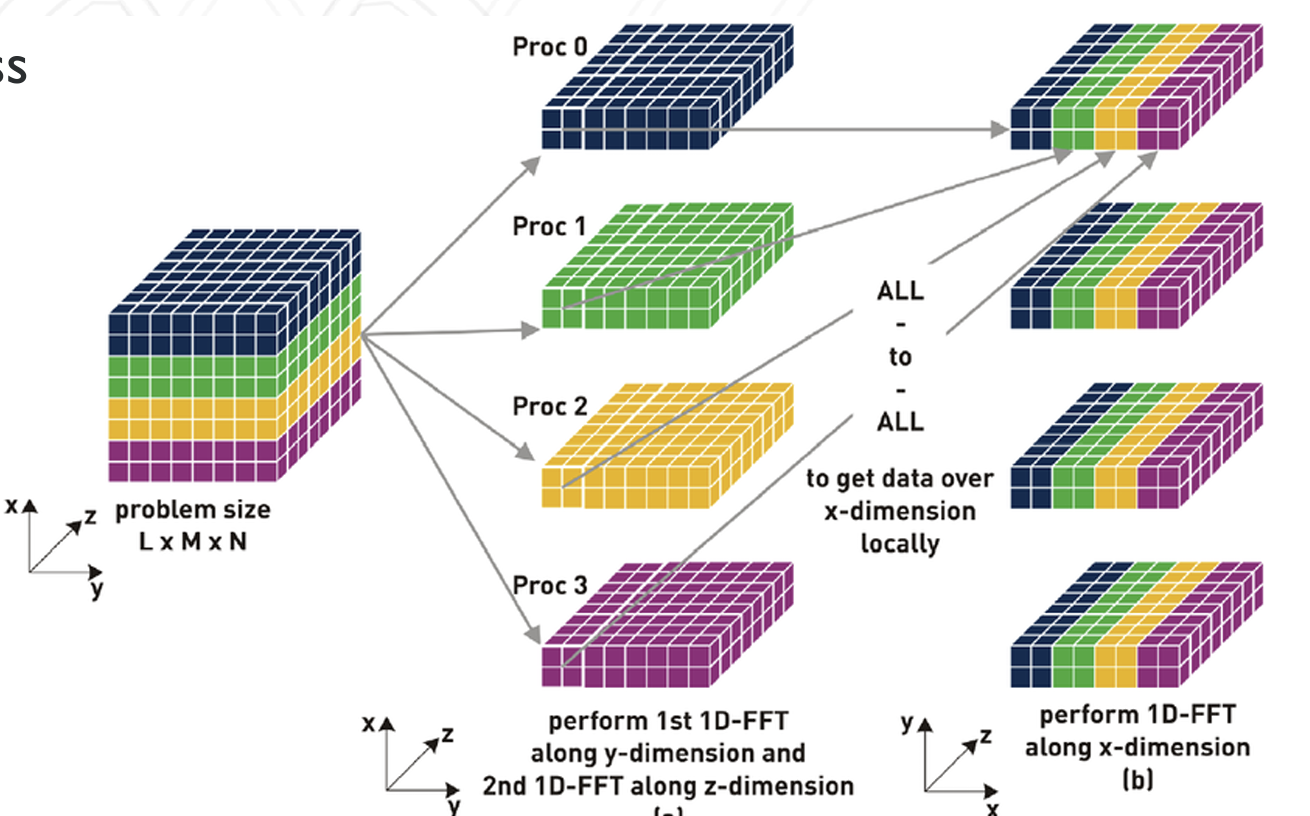 ss
Proc 0
Proc 1
ALL
-
to
-
ALL
Proc 2
to get data over
x-dimension
locally
x
z
y
problem size
L x M x N
Proc 3
x
z
y
perform 1st 1D-FFT
along y-dimension and
2nd 1D-FFT along z-dimension
(a)
y
z
x
perform 1D-FFT
along x-dimension
(b)